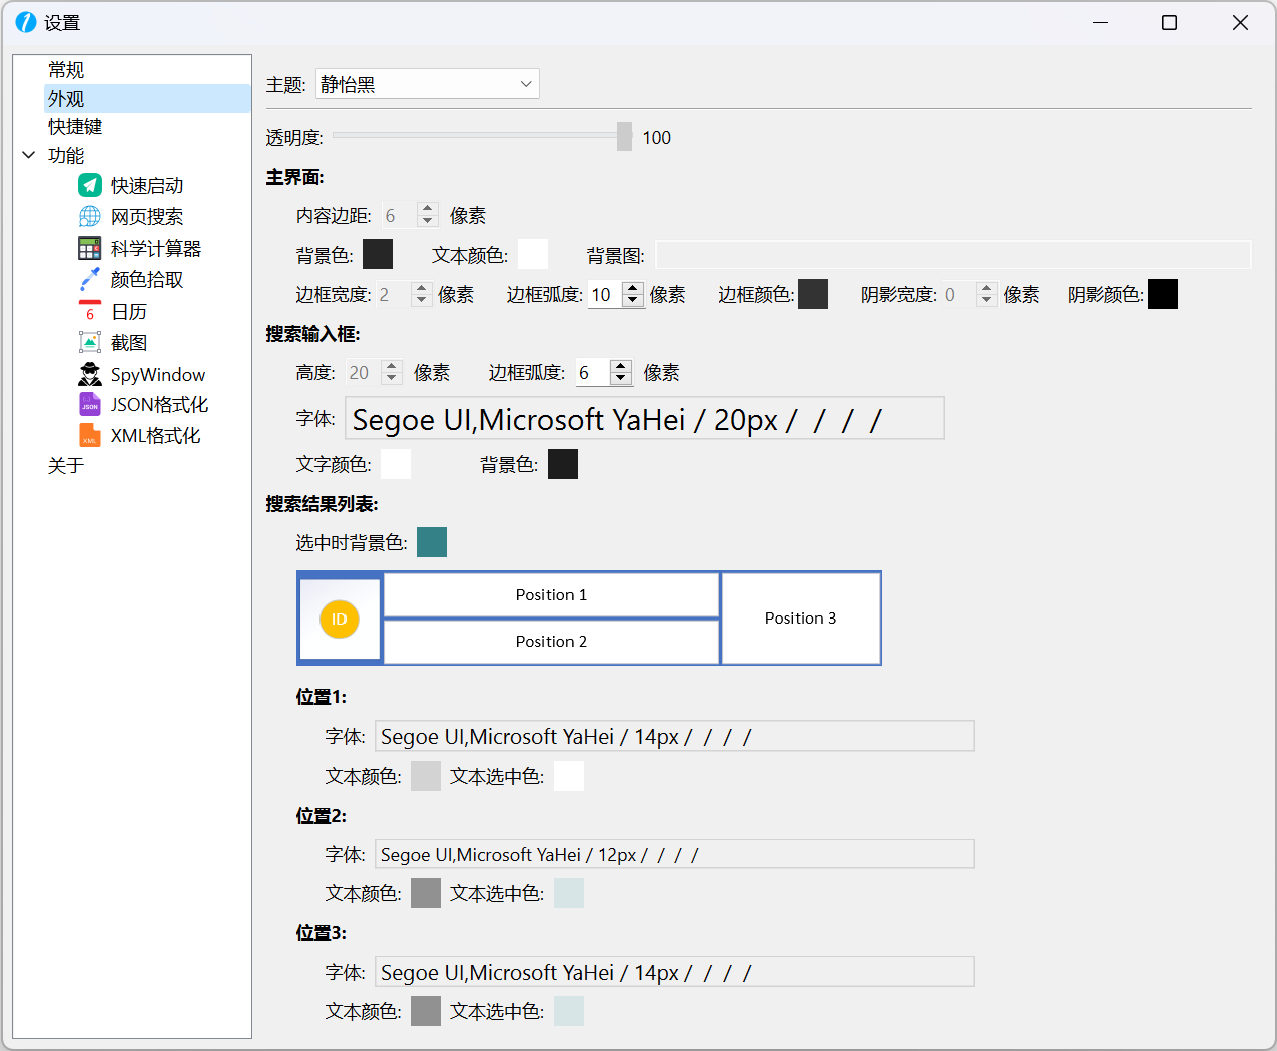 设置
常规
外观
快捷键
功能
快速启动
网页搜索
科学计算器
颜色拾取
6
日历
截图
SpyWindow
JSON
JSON格式化
XML
XML格式化
关于
主题: 静怡黑
透明度: 100
主界面:
内容边距: 6 像素
背景色: 文本颜色: 背景图:
边框宽度: 2 像素 边框弧度: 10 像素 边框颜色: 阴影宽度: 0 像素 阴影颜色:
搜索输入框:
高度: 20 像素 边框弧度: 6 像素
字体: Segoe UI,Microsoft YaHei / 20px / / / /
文字颜色: 背景色:
搜索结果列表:
选中时背景色:
ID
Position 1
Position 2
Position 3
位置1:
字体: Segoe UI,Microsoft YaHei / 14px / / / /
文本颜色: 文本选中色:
位置2:
字体: Segoe UI,Microsoft YaHei / 12px / / / /
文本颜色: 文本选中色:
位置3:
字体: Segoe UI,Microsoft YaHei / 14px / / / /
文本颜色: 文本选中色: